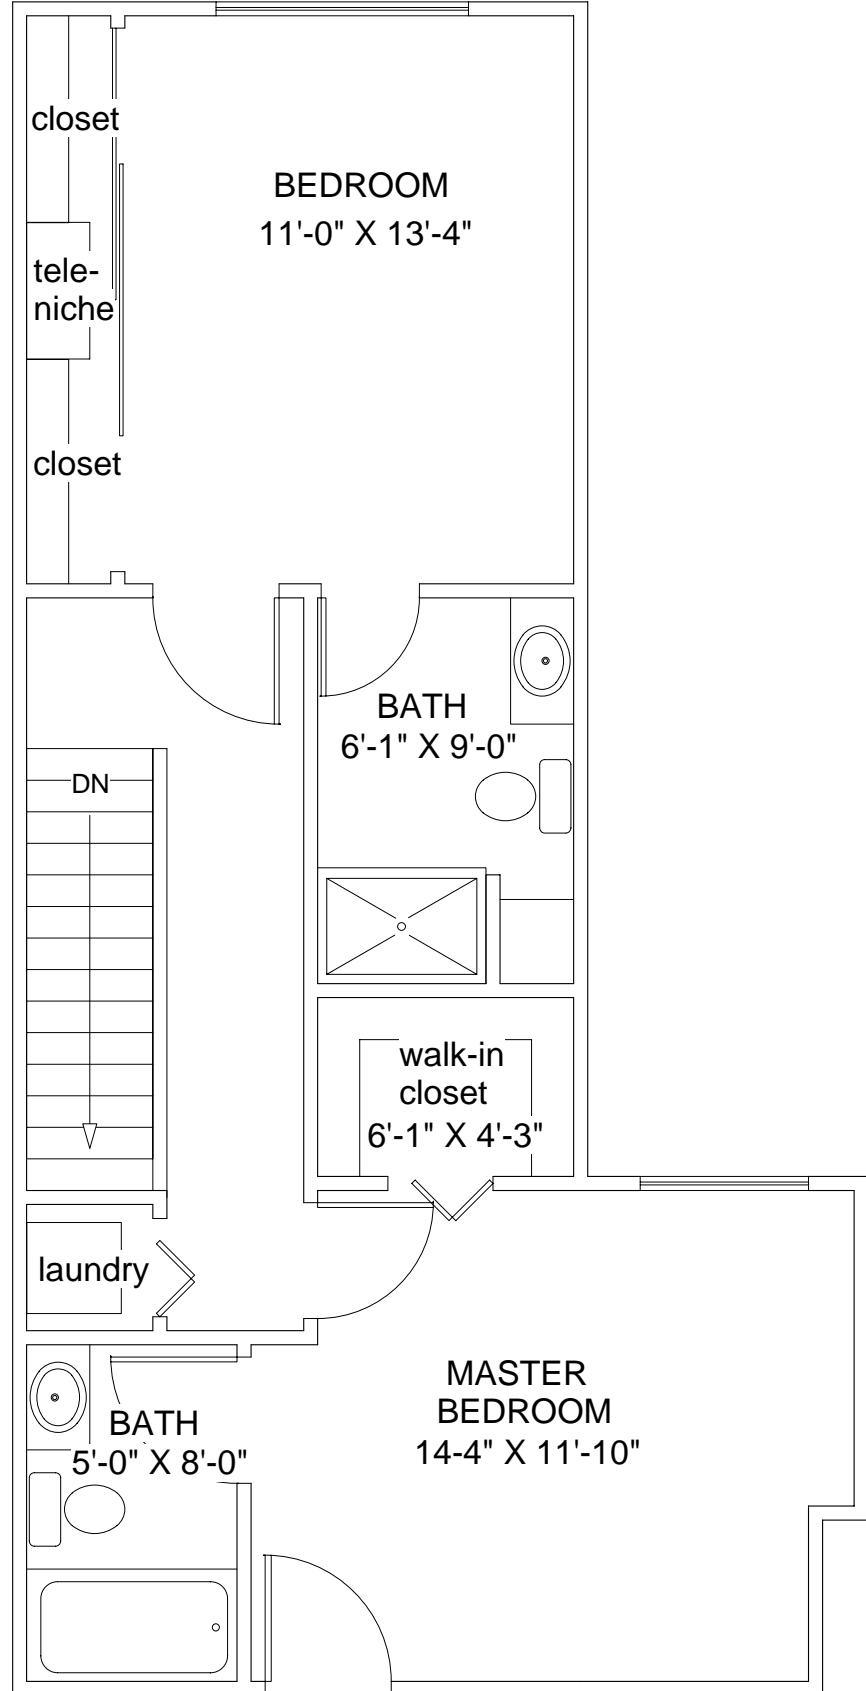 closet
BEDROOM
11'-0" X 13'-4"
tele-
niche
closet
BATH
6'-1" X 9'-0"
DN
walk-in
closet
6'-1" X 4'-3"
laundry
MASTER
BEDROOM
14-4" X 11'-10"
BATH
5'-0" X 8'-0"